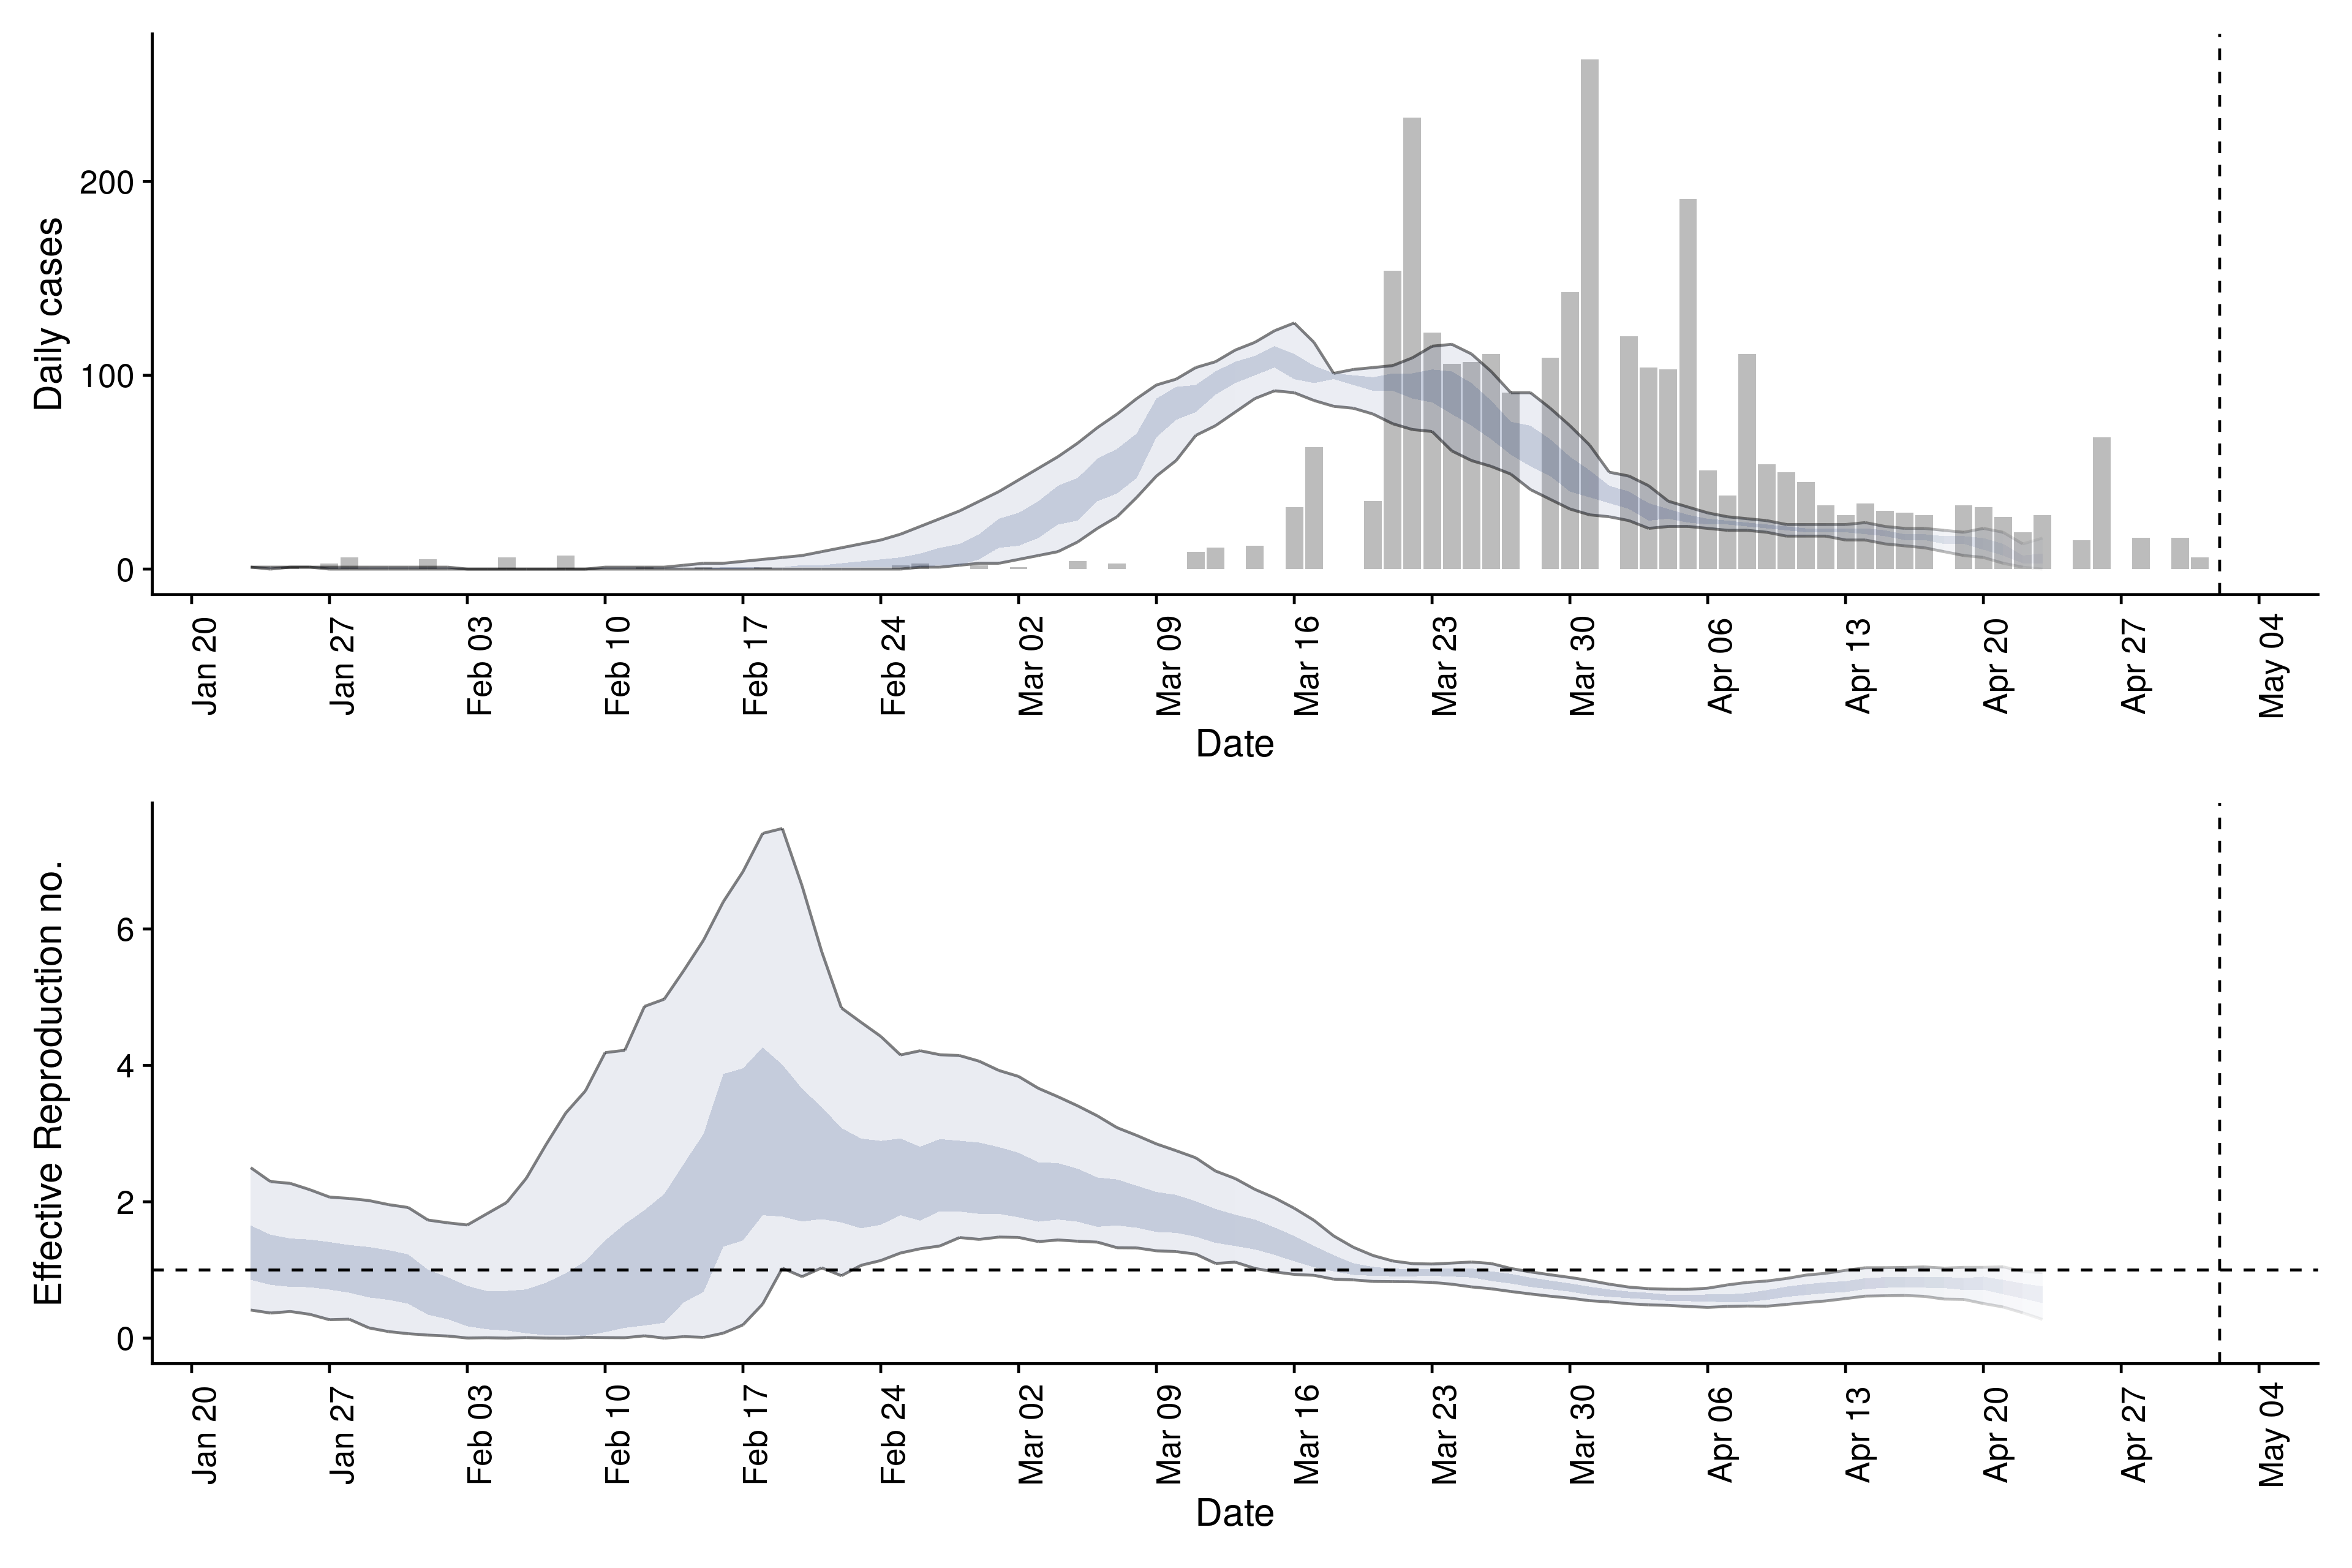 Daily cases
200
100
0
Jan 20
Jan 27
Feb 03
Feb 10
Feb 17
Feb 24
Mar 02
Mar 09
Mar 16
Mar 23
Mar 30
Apr 06
Apr 13
Apr 20
Apr 27
May 04
Date
Effective Reproduction no.
6
4
2
0
Jan 20
Jan 27
Feb 03
Feb 10
Feb 17
Feb 24
Mar 02
Mar 09
Mar 16
Mar 23
Mar 30
Apr 06
Apr 13
Apr 20
Apr 27
May 04
Date